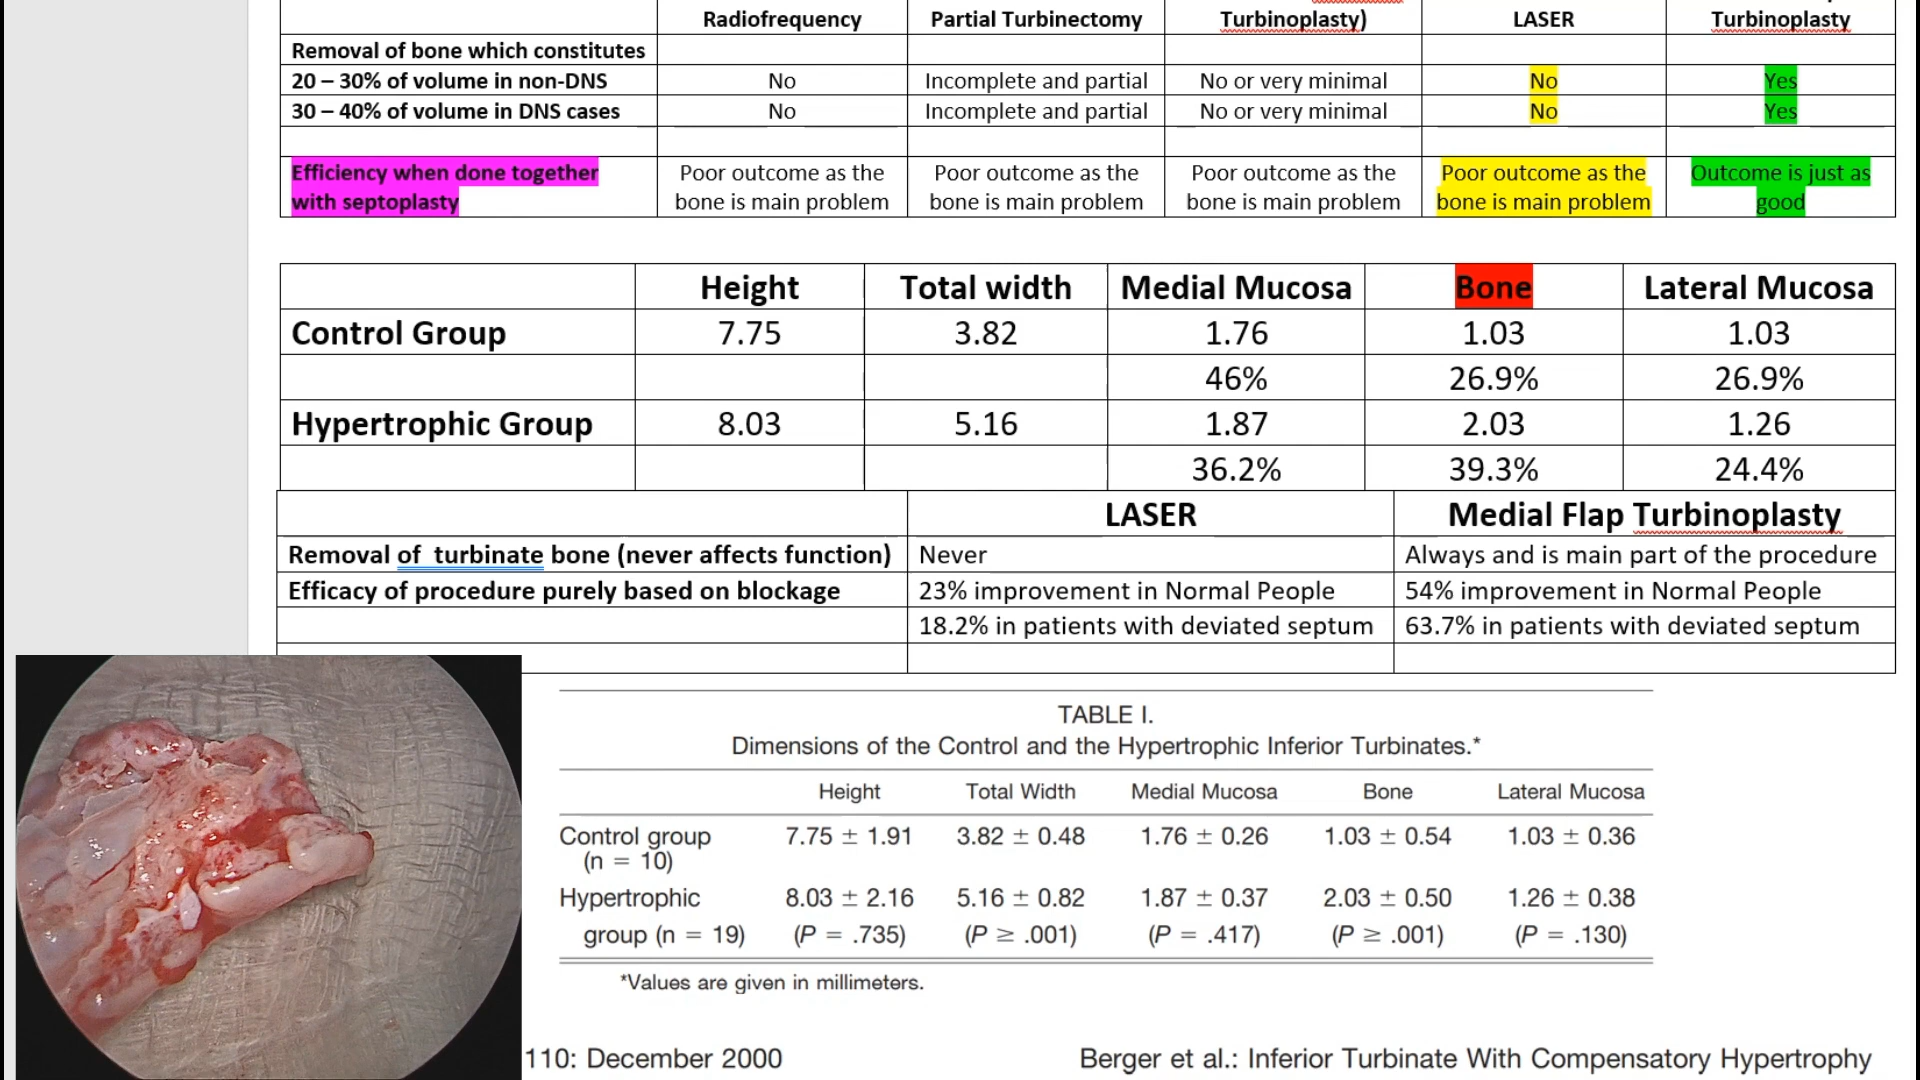 Radiofrequency Partial Turbinectomy Turbinoplasty) LASER Turbinoplasty
Removal of bone which constitutes
20 – 30% of volume in non-DNS No Incomplete and partial No or very minimal No Yes
30 – 40% of volume in DNS cases No Incomplete and partial No or very minimal No Yes
Efficiency when done together Poor outcome as the Poor outcome as the Poor outcome as the Poor outcome as the Outcome is just as
with septoplasty bone is main problem bone is main problem bone is main problem bone is main problem good
Height Total width Medial Mucosa Bone Lateral Mucosa
Control Group 7.75 3.82 1.76 1.03 1.03
46% 26.9% 26.9%
Hypertrophic Group 8.03 5.16 1.87 2.03 1.26
36.2% 39.3% 24.4%
LASER Medial Flap Turbinoplasty
Removal of turbinate bone (never affects function) Never Always and is main part of the procedure
Efficacy of procedure purely based on blockage 23% improvement in Normal People 54% improvement in Normal People
18.2% in patients with deviated septum 63.7% in patients with deviated septum
TABLE I.
Dimensions of the Control and the Hypertrophic Inferior Turbinates.*
Height Total Width Medial Mucosa Bone Lateral Mucosa
Control group 7.75 ± 1.91 3.82 ± 0.48 1.76 ± 0.26 1.03 ± 0.54 1.03 ± 0.36
(n = 10)
Hypertrophic 8.03 ± 2.16 5.16 ± 0.82 1.87 ± 0.37 2.03 ± 0.50 1.26 ± 0.38
group (n = 19) (P = .735) (P ≥ .001) (P = .417) (P ≥ .001) (P = .130)
*Values are given in millimeters.
110: December 2000 Berger et al.: Inferior Turbinate With Compensatory Hypertrophy